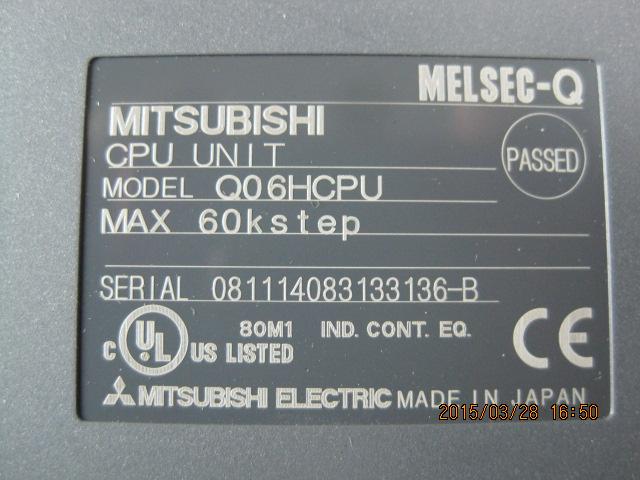 MELSEC-Q
MITSUBISHI
CPU UNIT
PASSED
MODEL Q06HCPU
MAX 60kstep
SERIAL 081114083133136-B
C UL US LISTED
80M1 IND. CONT. EQ.
CE
MITSUBISHI ELECTRIC MADE IN JAPAN
2015/03/28 16:50